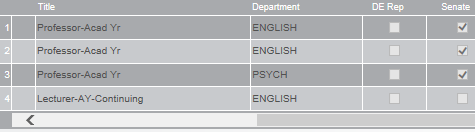 Title Department DE Rep Senate
1 Professor-Acad Yr ENGLISH
2 Professor-Acad Yr ENGLISH
3 Professor-Acad Yr PSYCH
4 Lecturer-AY-Continuing ENGLISH